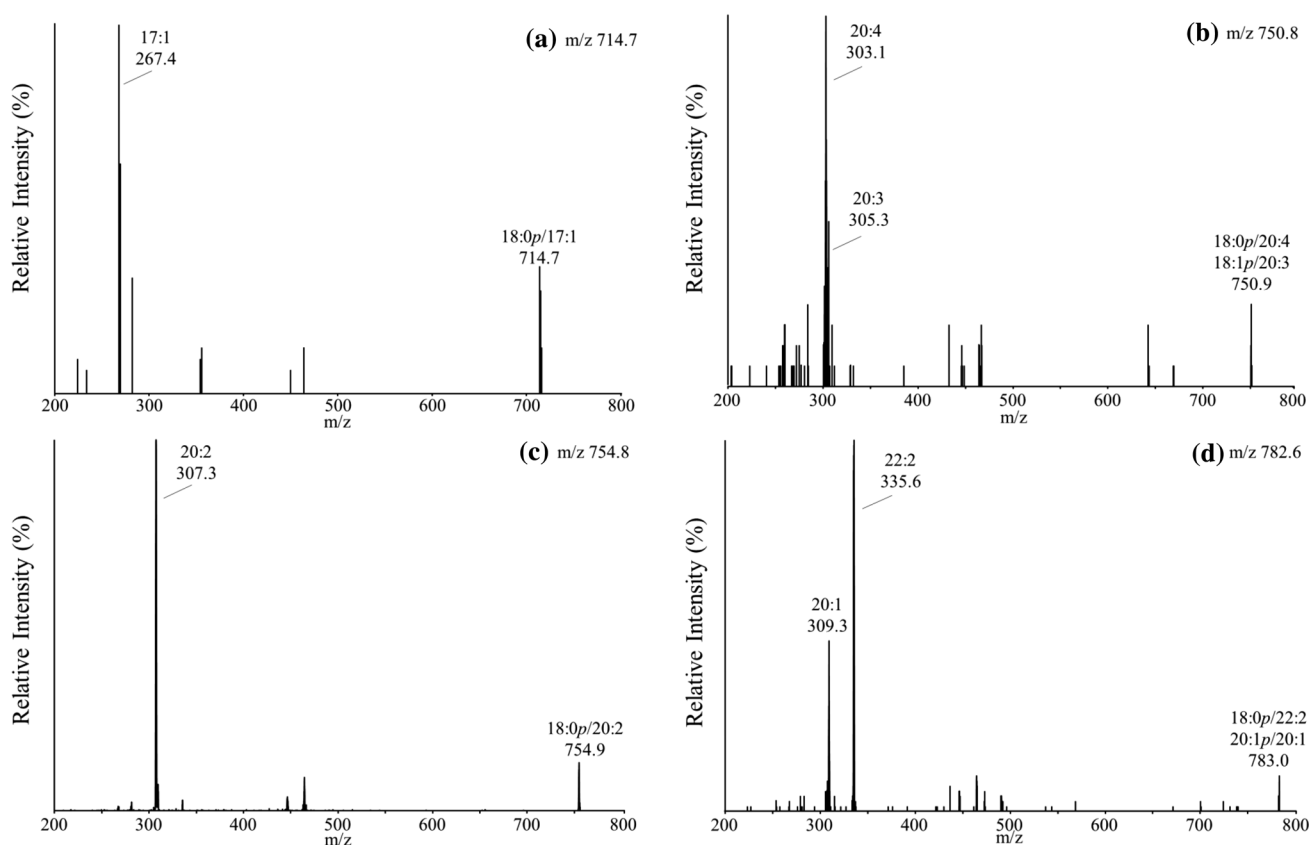 (a) m/z 714.7
17:1
267.4
18:0p/17:1
714.7
Relative Intensity (%)
200 300 400 500 600 700 800
m/z
(b) m/z 750.8
20:4
303.1
20:3
305.3
18:0p/20:4
18:1p/20:3
750.9
Relative Intensity (%)
200 300 400 500 600 700 800
m/z
(c) m/z 754.8
20:2
307.3
18:0p/20:2
754.9
Relative Intensity (%)
200 300 400 500 600 700 800
m/z
(d) m/z 782.6
22:2
335.6
20:1
309.3
18:0p/22:2
20:1p/20:1
783.0
Relative Intensity (%)
200 300 400 500 600 700 800
m/z